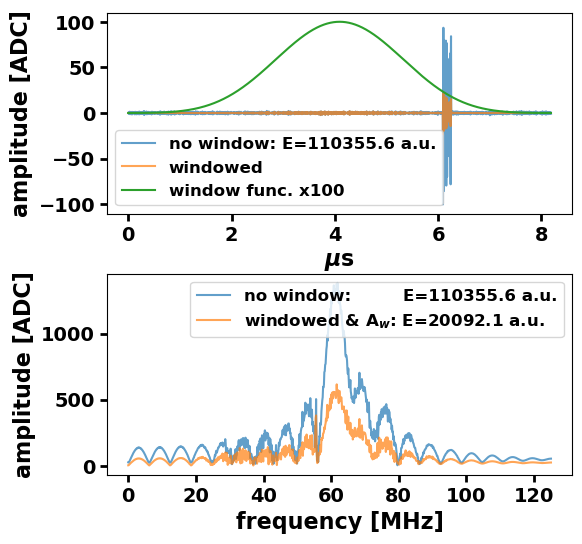 amplitude [ADC]
100
50
0
−50
−100
no window: E=110355.6 a.u.
windowed
window func. x100
0 2 4 6 8
μs
amplitude [ADC]
1000
500
0
no window: E=110355.6 a.u.
windowed & A_w: E=20092.1 a.u.
0 20 40 60 80 100 120
frequency [MHz]